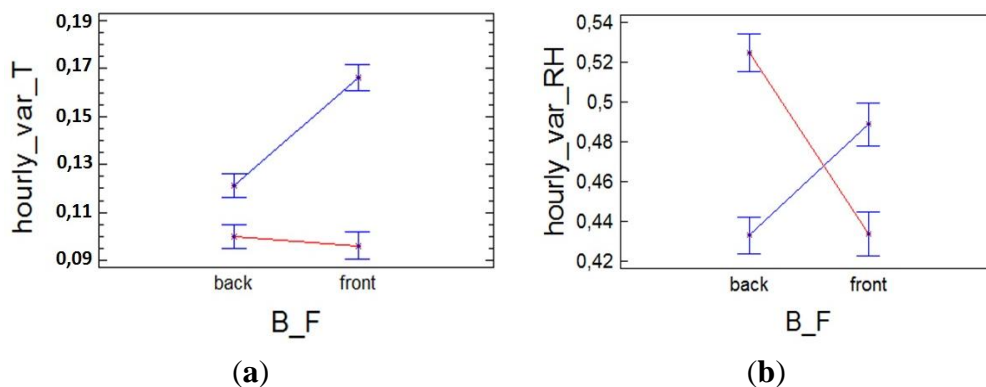 0,19
0,17
0,15
0,13
0,11
0,09
hourly_var_T
back front
B_F
(a)
0,54
0,52
0,5
0,48
0,46
0,44
0,42
hourly_var_RH
back front
B_F
(b)